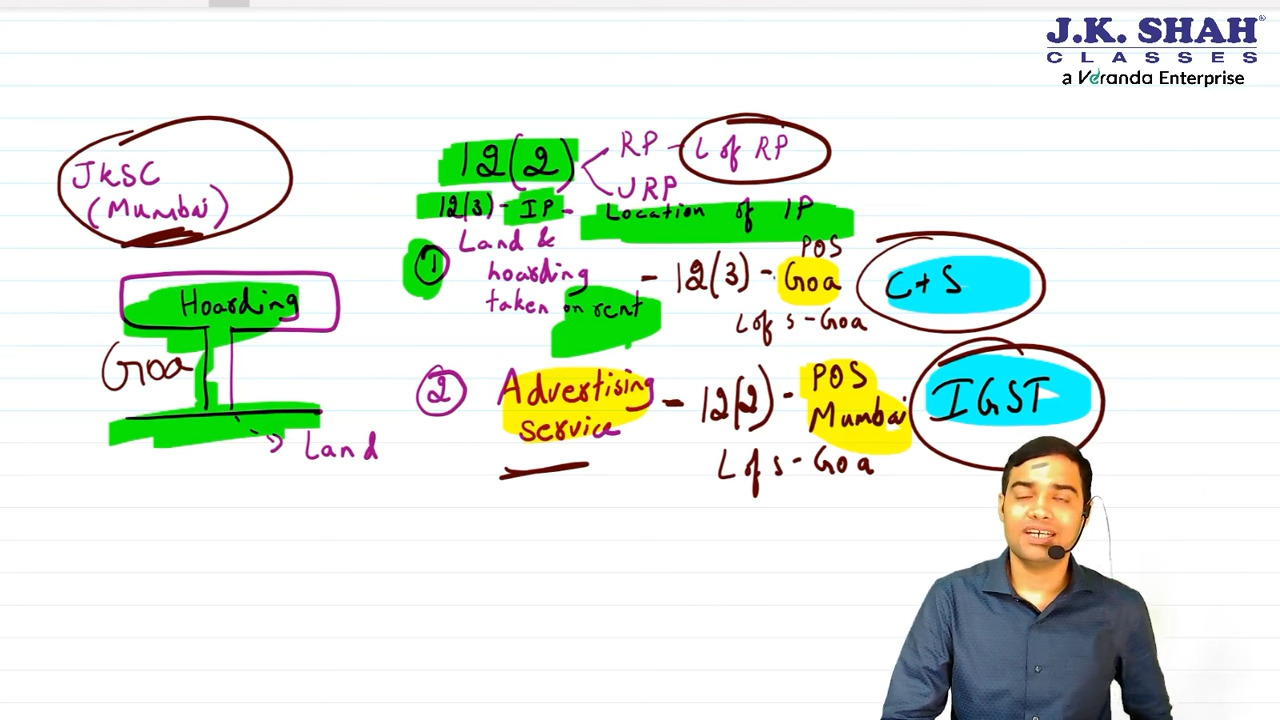 J.K. SHAH®
CLASSES
a Veranda Enterprise
JKSC
(Mumbai)
Hoarding
Goa
Land
12(2)
RP - L of RP
URP
12(3) - IP - Location of IP
① Land &
hoarding
taken on rent
- 12(3) - Goa
POS
L of s - Goa
C+S
② Advertising
service
- 12(2) - POS
Mumbai
L of s - Goa
IGST